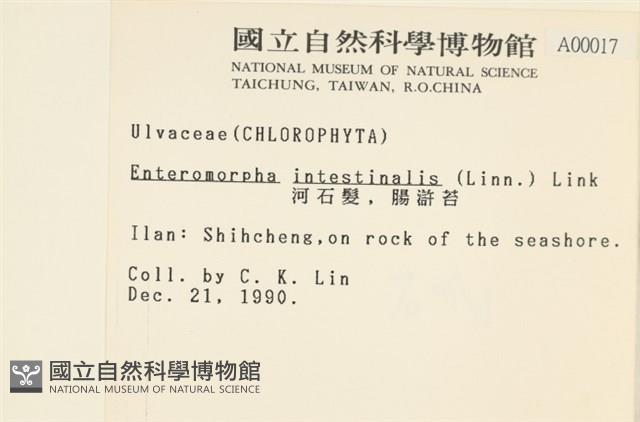 國立自然科學博物館
A00017
NATIONAL MUSEUM OF NATURAL SCIENCE
TAICHUNG, TAIWAN, R.O.CHINA
Ulvaceae(CHLOROPHYTA)
Enteromorpha intestinalis (Linn.) Link
河石髮, 腸滸苔
Ilan: Shihcheng,on rock of the seashore.
Coll. by C. K. Lin
Dec. 21, 1990.
國立自然科學博物館
NATIONAL MUSEUM OF NATURAL SCIENCE